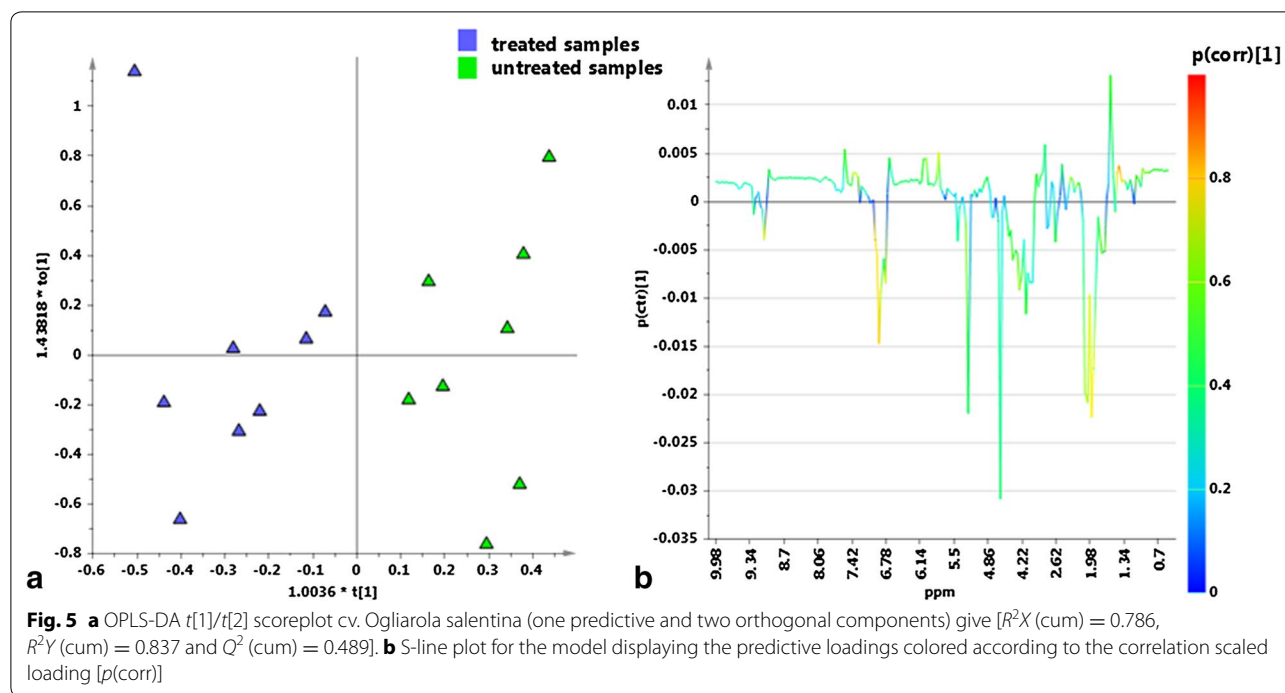 treated samples
untreated samples
1
0.8
0.6
0.4
0.2
0
-0.2
-0.4
-0.6
-0.8
1.43818 * to[1]
-0.6 -0.5 -0.4 -0.3 -0.2 -0.1 0 0.1 0.2 0.3 0.4
1.0036 * t[1]
a
0.01
0.005
0
-0.005
-0.01
-0.015
-0.02
-0.025
-0.03
-0.035
p(ctr)[1]
9.98 9.34 8.7 8.06 7.42 6.78 6.14 5.5 4.86 4.22 2.62 1.98 1.34 0.7
ppm
b
p(corr)[1]
0.8
0.6
0.4
0.2
0
Fig. 5 a OPLS-DA t[1]/t[2] scoreplot cv. Ogliarola salentina (one predictive and two orthogonal components) give [R²X (cum) = 0.786,
R²Y (cum) = 0.837 and Q² (cum) = 0.489]. b S-line plot for the model displaying the predictive loadings colored according to the correlation scaled
loading [p(corr)]